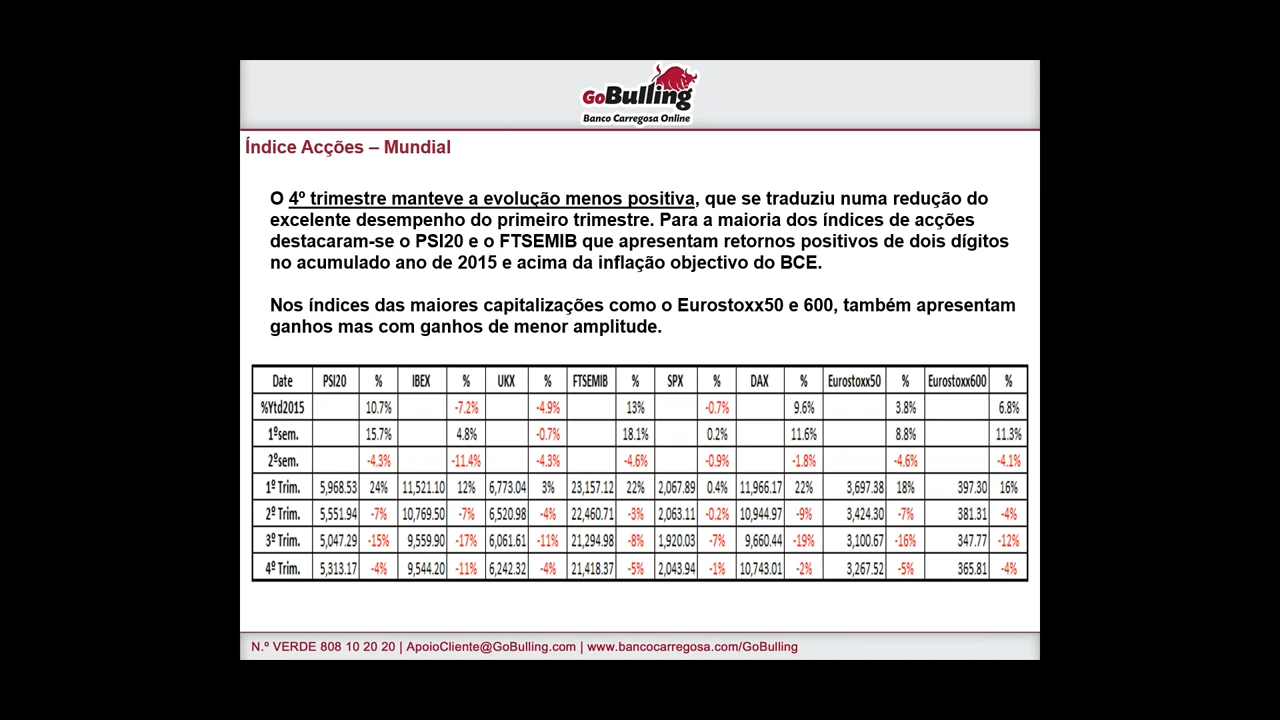 GoBulling
Banco Carregosa Online
Índice Acções – Mundial
O 4º trimestre manteve a evolução menos positiva, que se traduziu numa redução do
excelente desempenho do primeiro trimestre. Para a maioria dos índices de acções
destacaram-se o PSI20 e o FTSEMIB que apresentam retornos positivos de dois dígitos
no acumulado ano de 2015 e acima da inflação objectivo do BCE.
Nos índices das maiores capitalizações como o Eurostoxx50 e 600, também apresentam
ganhos mas com ganhos de menor amplitude.
Date PSI20 % IBEX % UKX % FTSEMIB % SPX % DAX % Eurostoxx50 % Eurostoxx600 %
%Ytd2015 10.7% -7.2% -4.9% 13% -0.7% 9.6% 3.8% 6.8%
1ºsem. 15.7% 4.8% -0.7% 18.1% 0.2% 11.6% 8.8% 11.3%
2ºsem. -4.3% -11.4% -4.3% -4.6% -0.9% -1.8% -4.6% -4.1%
1º Trim. 5,968.53 24% 11,521.10 12% 6,773.04 3% 23,157.12 22% 2,067.89 0.4% 11,966.17 22% 3,697.38 18% 397.30 16%
2º Trim. 5,551.94 -7% 10,769.50 -7% 6,520.98 -4% 22,460.71 -3% 2,063.11 -0.2% 10,944.97 -9% 3,424.30 -7% 381.31 -4%
3º Trim. 5,047.29 -15% 9,559.90 -17% 6,061.61 -11% 21,294.98 -8% 1,920.03 -7% 9,660.44 -19% 3,100.67 -16% 347.77 -12%
4º Trim. 5,313.17 -4% 9,544.20 -11% 6,242.32 -4% 21,418.37 -5% 2,043.94 -1% 10,743.01 -2% 3,267.52 -5% 365.81 -4%
N.º VERDE 808 10 20 20 | ApoioCliente@GoBulling.com | www.bancocarregosa.com/GoBulling